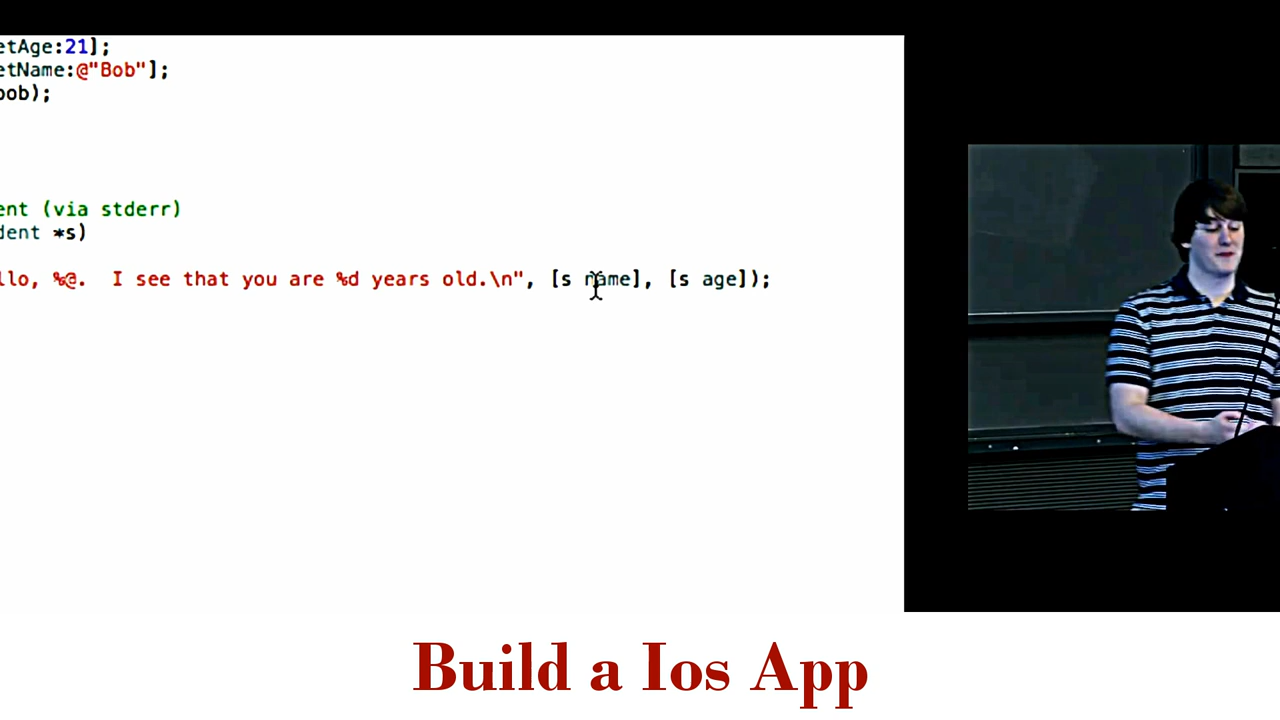 etAge:21];
etName:@"Bob"];
bob);
ent (via stderr)
dent *s)
llo, %@.  I see that you are %d years old.\n", [s name], [s age]);
Build a Ios App